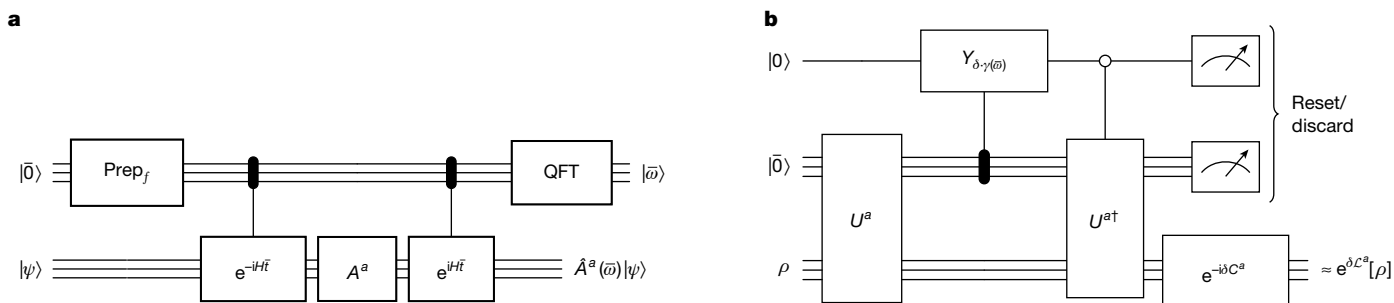 a
|0̄⟩ Prep_f QFT |ω̄⟩
|ψ⟩ e^{−iHt̄} A^a e^{iHt̄} Â^a(ω̄)|ψ⟩
b
|0⟩ Y_{δ·γ(ω̄)}
Reset/
discard
|0̄⟩
U^a U^{a†}
ρ e^{−iδC^a} ≈ e^{δℒ^a}[ρ]